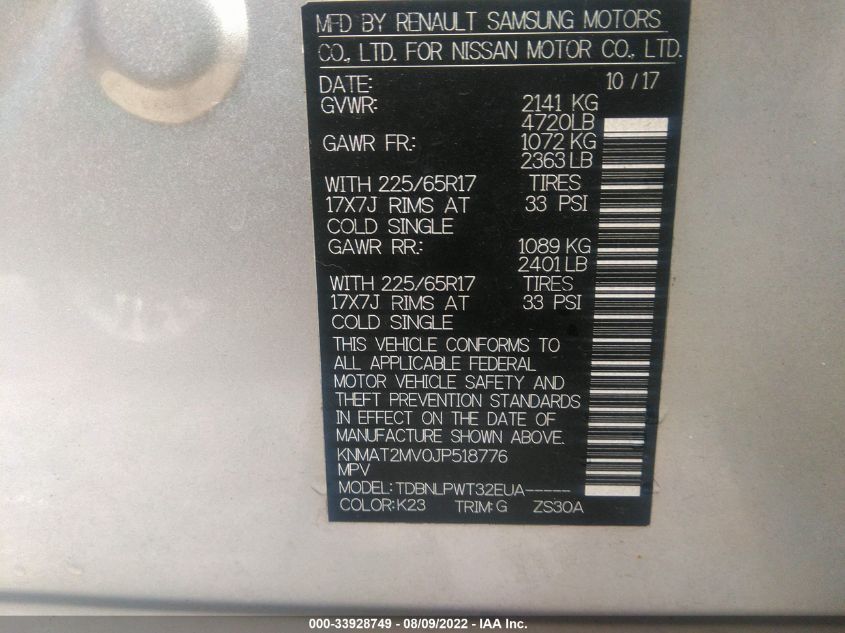 MFD BY RENAULT SAMSUNG MOTORS
CO., LTD. FOR NISSAN MOTOR CO., LTD.
DATE: 10 / 17
GVWR: 2141 KG
4720LB
GAWR FR.: 1072 KG
2363 LB
WITH 225/65R17 TIRES
17X7J RIMS AT 33 PSI
COLD SINGLE
GAWR RR.: 1089 KG
2401 LB
WITH 225/65R17 TIRES
17X7J RIMS AT 33 PSI
COLD SINGLE
THIS VEHICLE CONFORMS TO
ALL APPLICABLE FEDERAL
MOTOR VEHICLE SAFETY AND
THEFT PREVENTION STANDARDS
IN EFFECT ON THE DATE OF
MANUFACTURE SHOWN ABOVE.
KNMAT2MV0JP518776
MPV
MODEL: TDBNLPWT32EUA-----
COLOR: K23 TRIM: G ZS30A
000-33928749 - 08/09/2022 - IAA Inc.